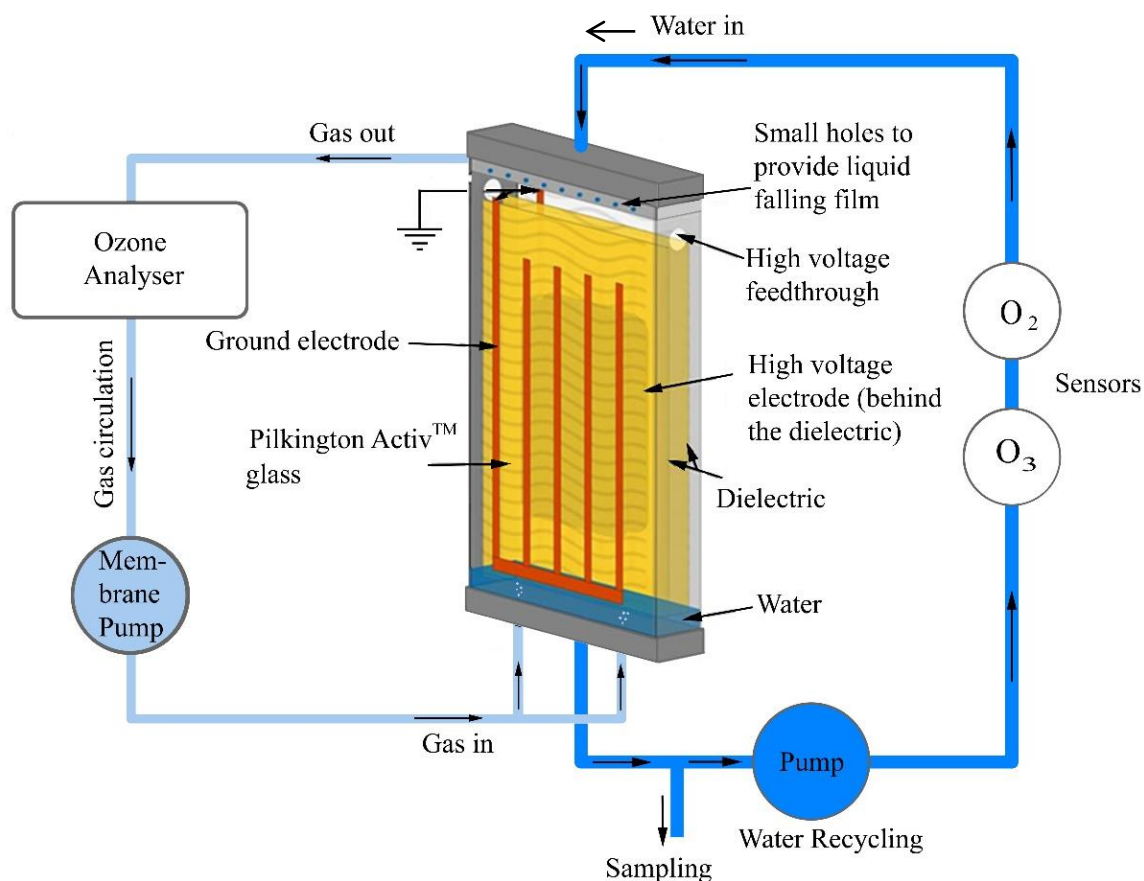 Water in
Gas out
Small holes to
provide liquid
falling film
Ozone
Analyser
High voltage
feedthrough
O2
Ground electrode
High voltage
electrode (behind
the dielectric)
Sensors
Gas circulation
Pilkington Activ™
glass
O3
Dielectric
Mem-
brane
Pump
Water
Gas in
Pump
Water Recycling
Sampling